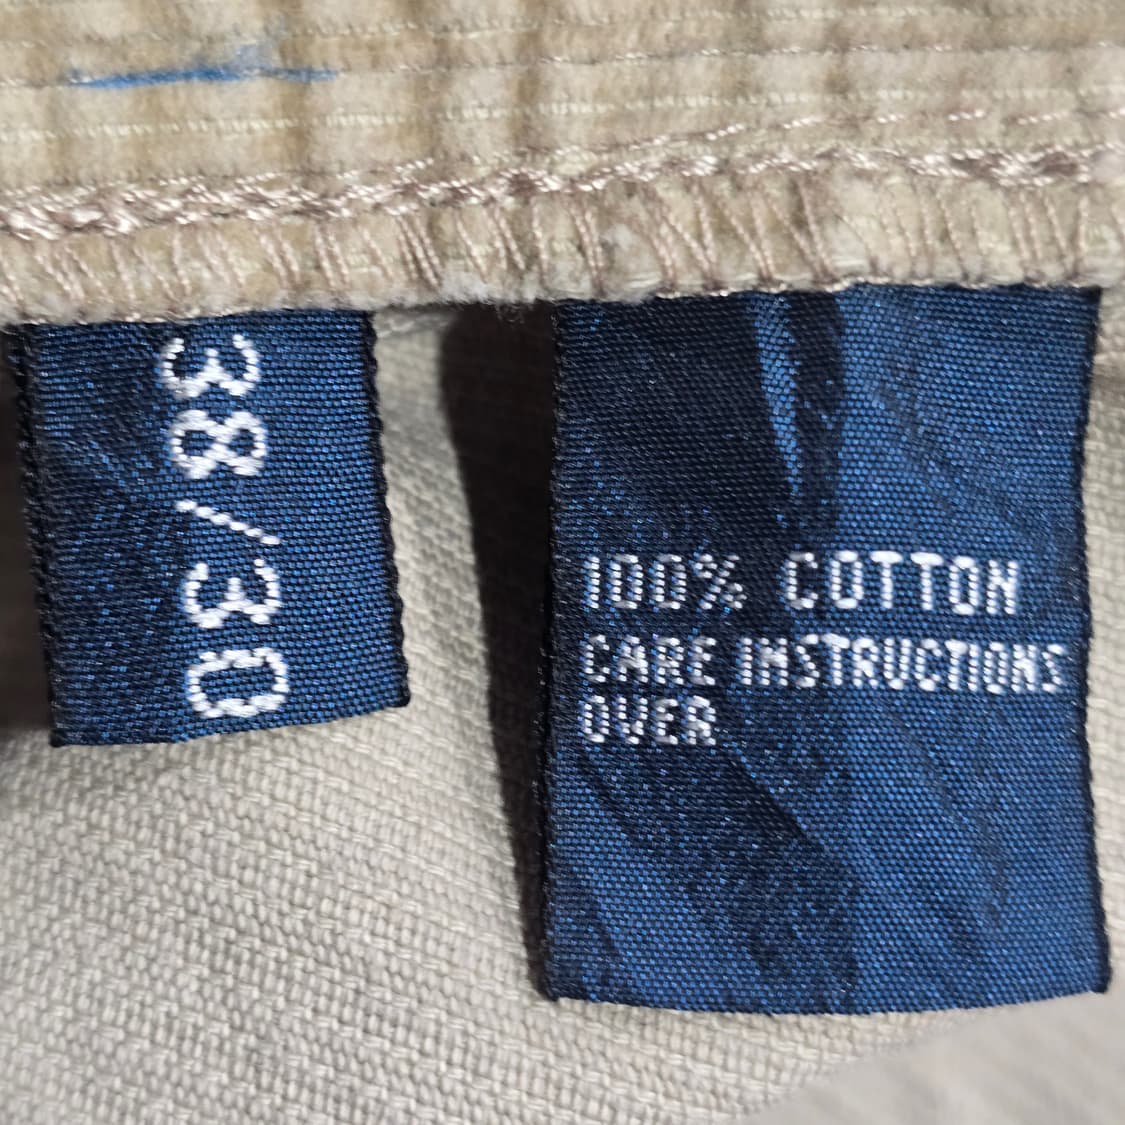 38/30
100% COTTON
CARE INSTRUCTIONS
OVER